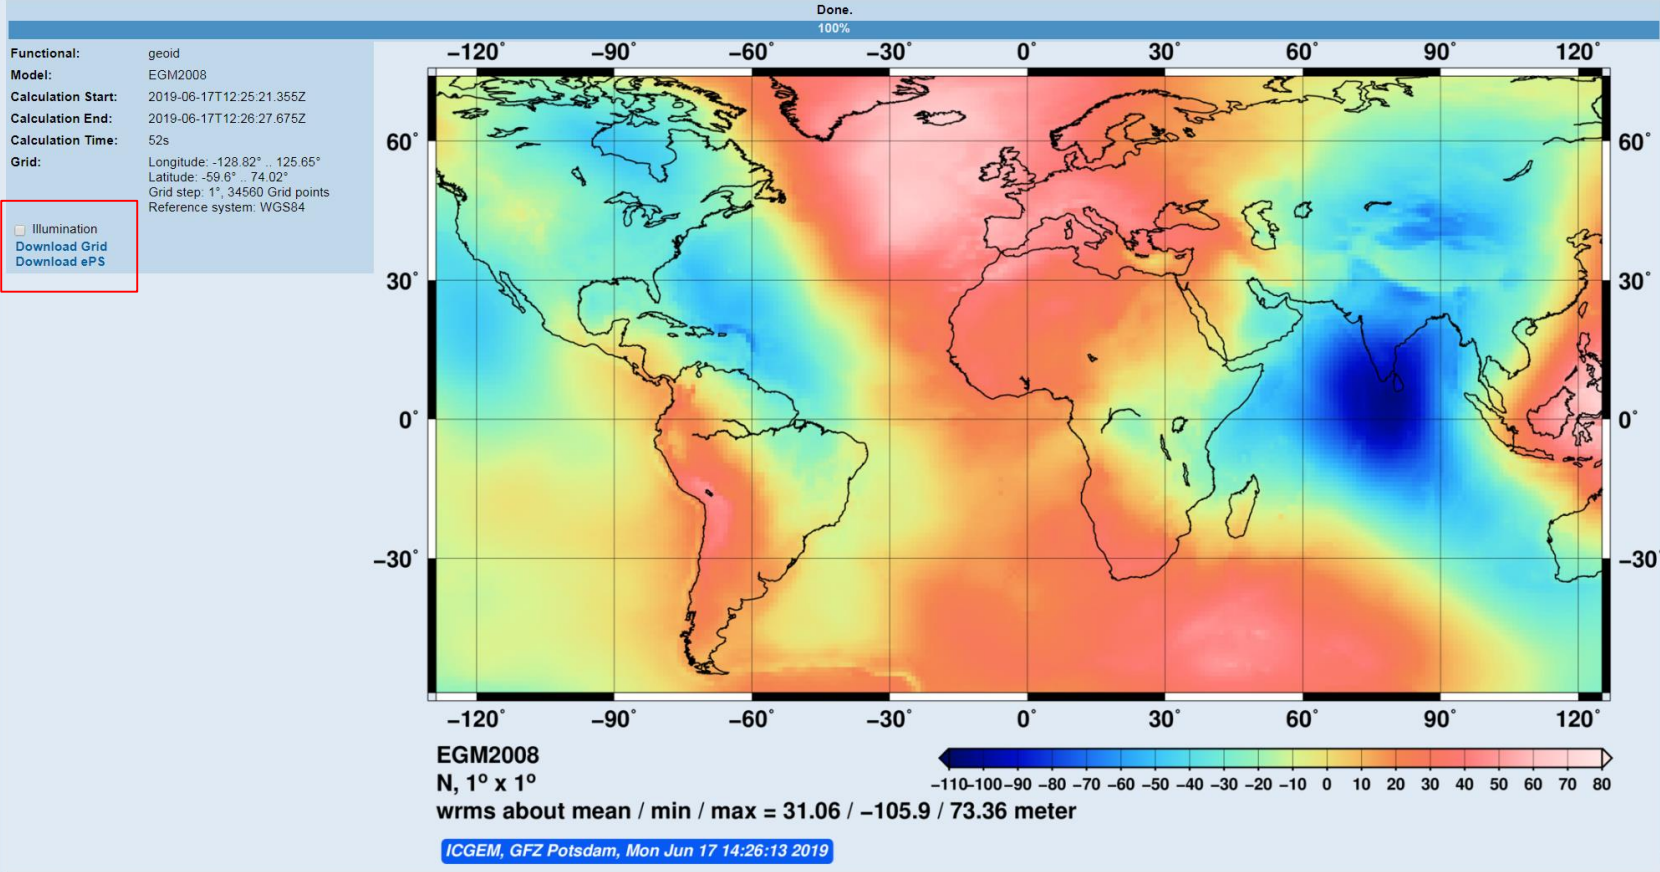 Done.
100%
Functional: geoid
Model: EGM2008
Calculation Start: 2019-06-17T12:25:21.355Z
Calculation End: 2019-06-17T12:26:27.675Z
Calculation Time: 52s
Grid: Longitude: -128.82° .. 125.65°
Latitude: -59.6° .. 74.02°
Grid step: 1°, 34560 Grid points
Reference system: WGS84
Illumination
Download Grid
Download ePS
−120° −90° −60° −30° 0° 30° 60° 90° 120°
60° 60°
30° 30°
0° 0°
−30° −30°
−120° −90° −60° −30° 0° 30° 60° 90° 120°
EGM2008
N, 1° x 1°
wrms about mean / min / max = 31.06 / −105.9 / 73.36 meter
−110 −100 −90 −80 −70 −60 −50 −40 −30 −20 −10 0 10 20 30 40 50 60 70 80
ICGEM, GFZ Potsdam, Mon Jun 17 14:26:13 2019